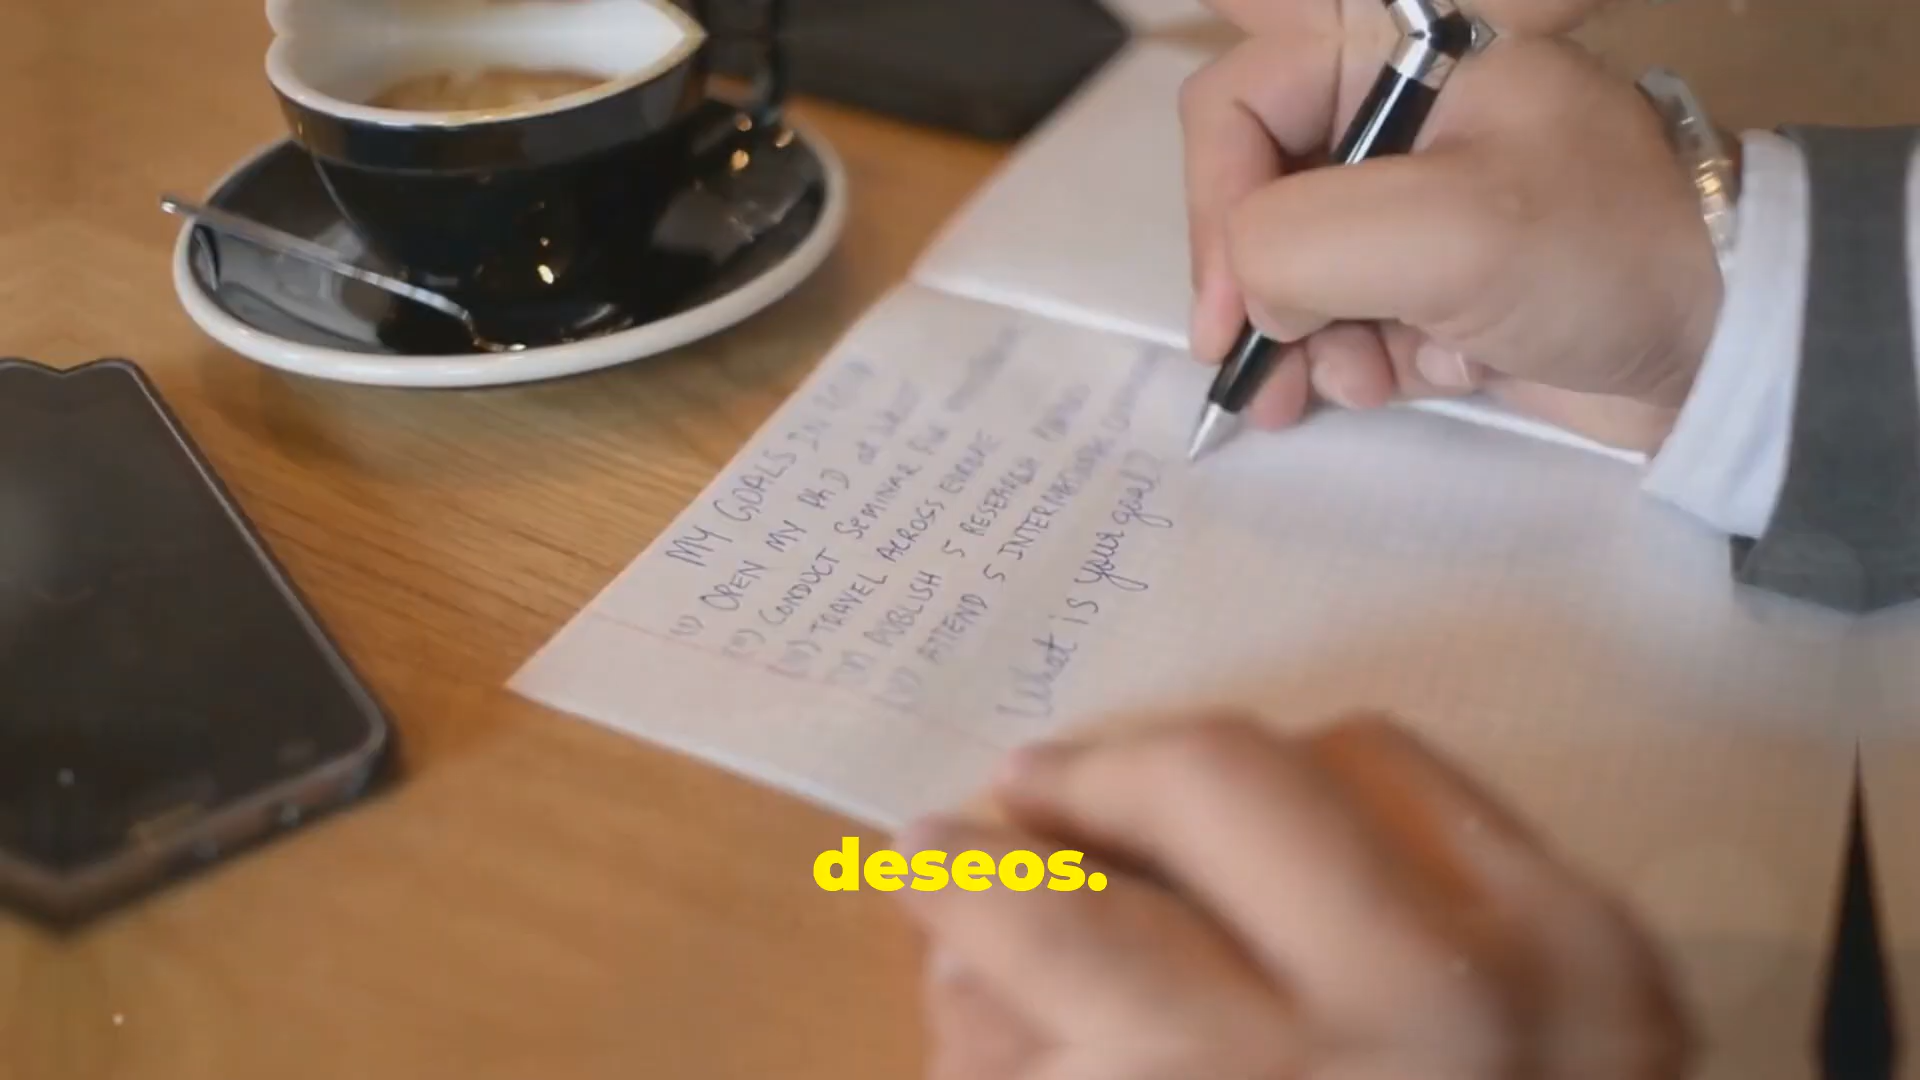 MY GOALS IN
(I) OPEN MY PhD at
(II) CONDUCT SEMINAR FOR
(III) TRAVEL ACROSS EUROPE
(IV) PUBLISH 5 RESEARCH
(V) ATTEND 5 INTERNATIONAL
What is your goal?
deseos.